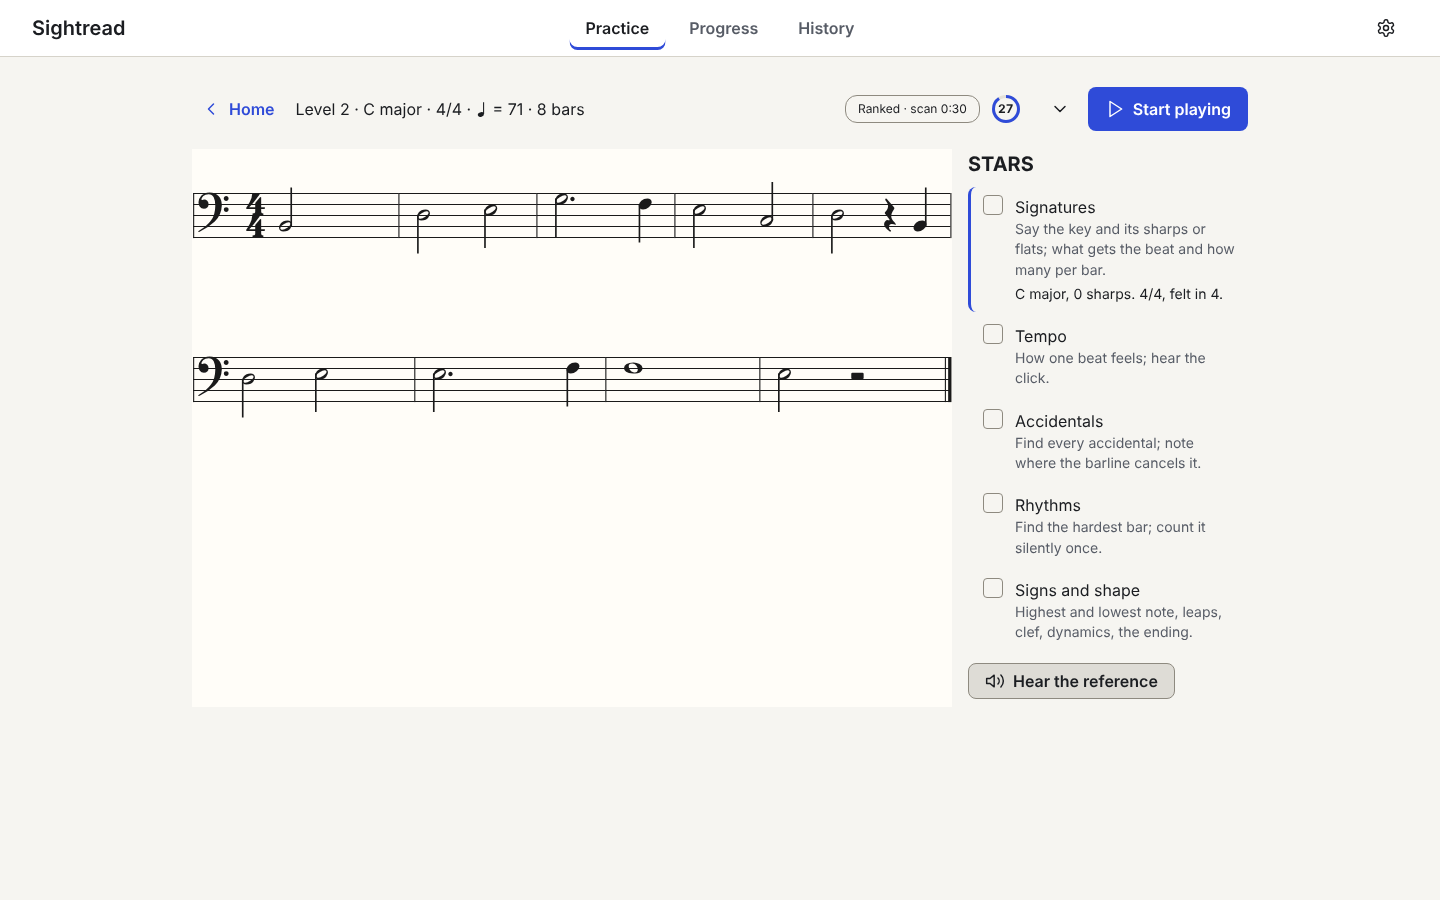 Sightread
Practice
Progress
History
Home
Level 2 · C major · 4/4 · ♩ = 71 · 8 bars
Ranked · scan 0:30
27
Start playing
4
4
STARS
Signatures
Say the key and its sharps or
flats; what gets the beat and how
many per bar.
C major, 0 sharps. 4/4, felt in 4.
Tempo
How one beat feels; hear the
click.
Accidentals
Find every accidental; note
where the barline cancels it.
Rhythms
Find the hardest bar; count it
silently once.
Signs and shape
Highest and lowest note, leaps,
clef, dynamics, the ending.
Hear the reference